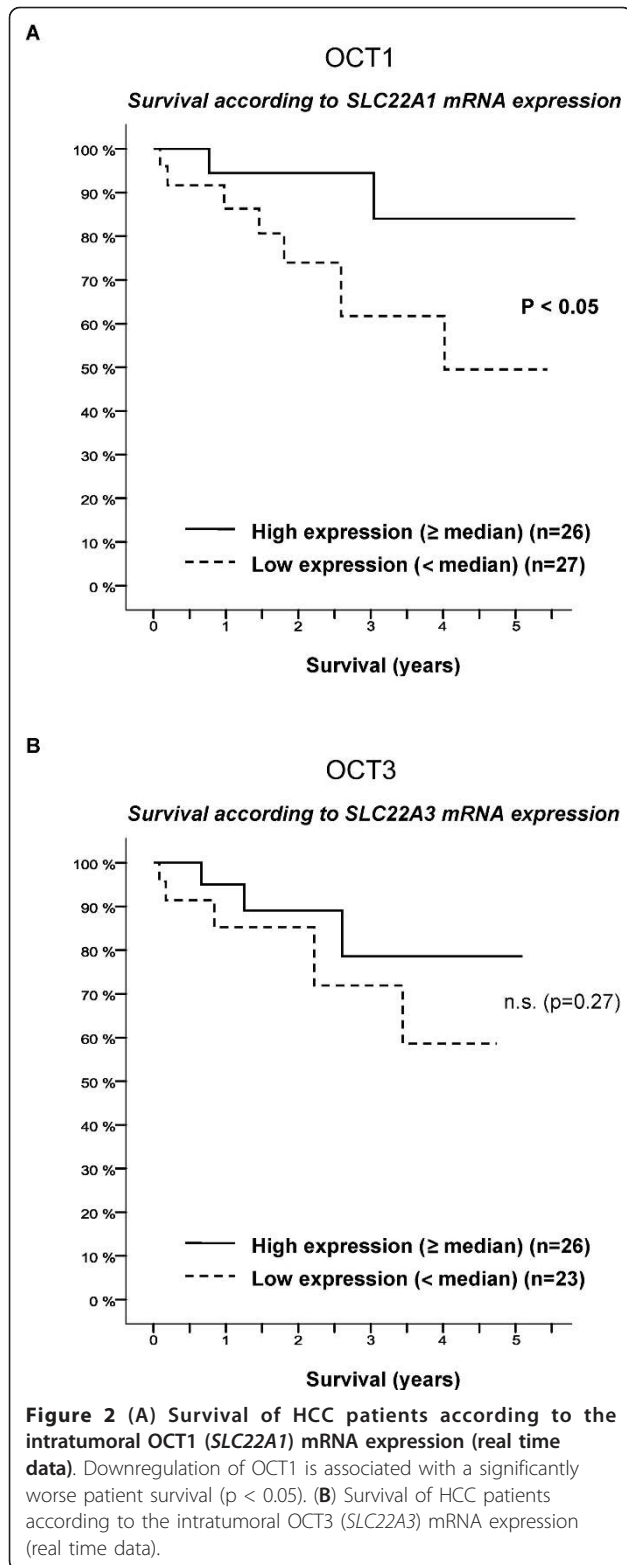 A
OCT1
Survival according to SLC22A1 mRNA expression
100 %
90 %
80 %
70 %
60 %
50 %
40 %
30 %
20 %
10 %
0 %
P < 0.05
High expression (≥ median) (n=26)
Low expression (< median) (n=27)
0 1 2 3 4 5
Survival (years)
B
OCT3
Survival according to SLC22A3 mRNA expression
100 %
90 %
80 %
70 %
60 %
50 %
40 %
30 %
20 %
10 %
0 %
n.s. (p=0.27)
High expression (≥ median) (n=26)
Low expression (< median) (n=23)
0 1 2 3 4 5
Survival (years)
Figure 2 (A) Survival of HCC patients according to the
intratumoral OCT1 (SLC22A1) mRNA expression (real time
data). Downregulation of OCT1 is associated with a significantly
worse patient survival (p < 0.05). (B) Survival of HCC patients
according to the intratumoral OCT3 (SLC22A3) mRNA expression
(real time data).